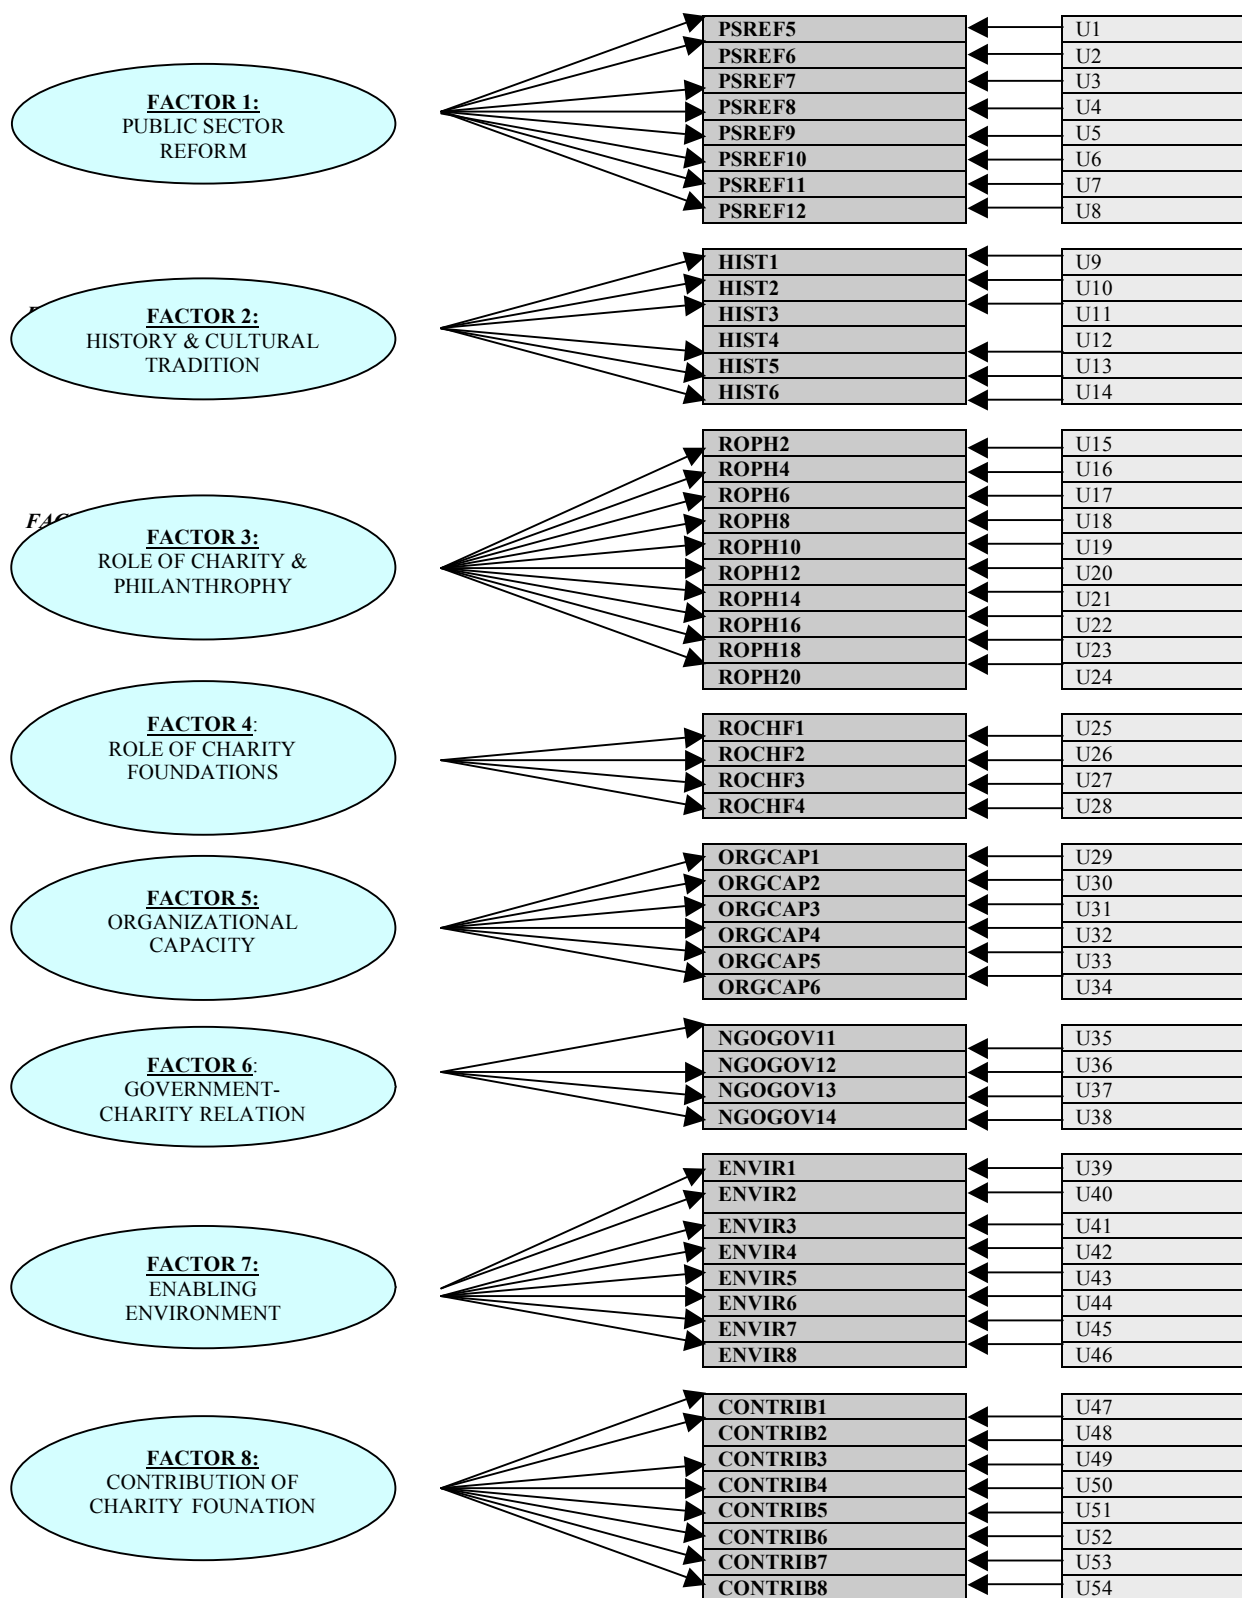 FACTOR 1:
PUBLIC SECTOR
REFORM
PSREF5
PSREF6
PSREF7
PSREF8
PSREF9
PSREF10
PSREF11
PSREF12
U1
U2
U3
U4
U5
U6
U7
U8
FACTOR 2:
HISTORY & CULTURAL
TRADITION
HIST1
HIST2
HIST3
HIST4
HIST5
HIST6
U9
U10
U11
U12
U13
U14
FACTOR 3:
ROLE OF CHARITY &
PHILANTHROPHY
ROPH2
ROPH4
ROPH6
ROPH8
ROPH10
ROPH12
ROPH14
ROPH16
ROPH18
ROPH20
U15
U16
U17
U18
U19
U20
U21
U22
U23
U24
FACTOR 4:
ROLE OF CHARITY
FOUNDATIONS
ROCHF1
ROCHF2
ROCHF3
ROCHF4
U25
U26
U27
U28
FACTOR 5:
ORGANIZATIONAL
CAPACITY
ORGCAP1
ORGCAP2
ORGCAP3
ORGCAP4
ORGCAP5
ORGCAP6
U29
U30
U31
U32
U33
U34
FACTOR 6:
GOVERNMENT-
CHARITY RELATION
NGOGOV11
NGOGOV12
NGOGOV13
NGOGOV14
U35
U36
U37
U38
FACTOR 7:
ENABLING
ENVIRONMENT
ENVIR1
ENVIR2
ENVIR3
ENVIR4
ENVIR5
ENVIR6
ENVIR7
ENVIR8
U39
U40
U41
U42
U43
U44
U45
U46
FACTOR 8:
CONTRIBUTION OF
CHARITY FOUNATION
CONTRIB1
CONTRIB2
CONTRIB3
CONTRIB4
CONTRIB5
CONTRIB6
CONTRIB7
CONTRIB8
U47
U48
U49
U50
U51
U52
U53
U54